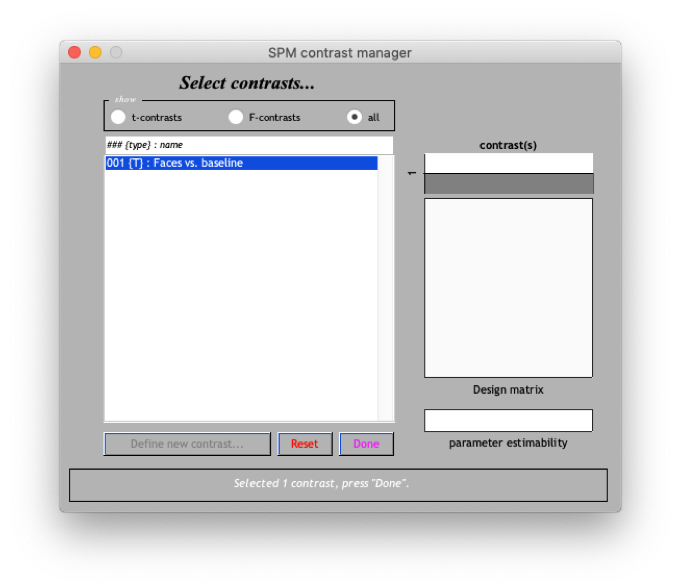 SPM contrast manager
Select contrasts...
show
t-contrasts F-contrasts all
### {type} : name
001 {T} : Faces vs. baseline
contrast(s)
1
Design matrix
parameter estimability
Define new contrast... Reset Done
Selected 1 contrast, press "Done".